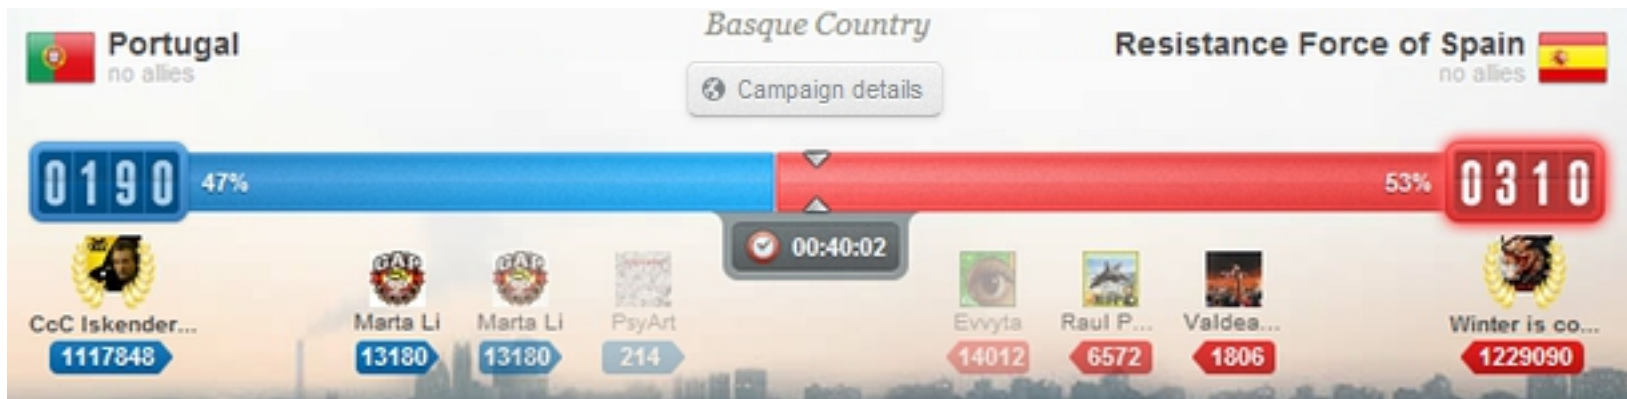 Basque Country
Portugal
no allies
Resistance Force of Spain
no allies
Campaign details
0190
47%
53%
0310
00:40:02
CcC Iskender...
Marta Li
Marta Li
PsyArt
Evvyta
Raul P...
Valdea...
Winter is co...
1117848
13180
13180
214
14012
6572
1806
1229090